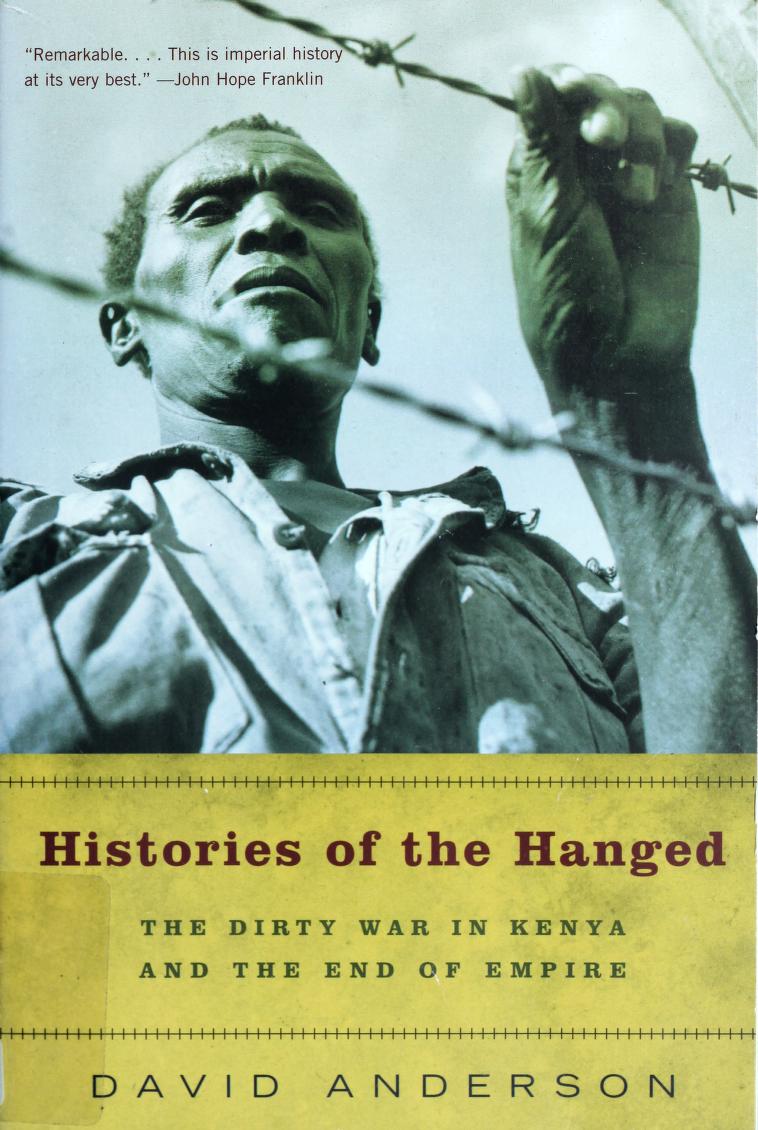 “Remarkable. . . . This is imperial history
at its very best.” —John Hope Franklin
Histories of the Hanged
THE DIRTY WAR IN KENYA
AND THE END OF EMPIRE
DAVID ANDERSON